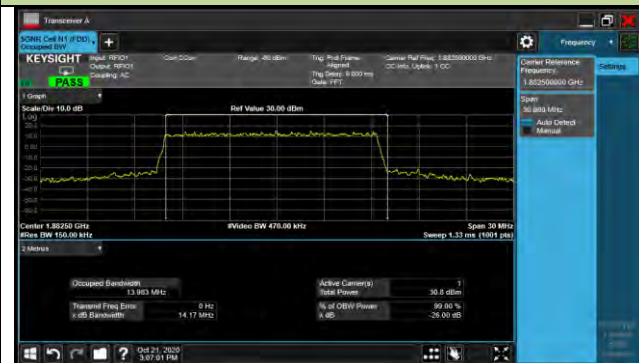 Transceiver A
5GNR Cell N1 (FDD)
Occupied BW
+
Frequency
KEYSIGHT
PASS
Input: RFIO1
Output: RFIO1
Coupling: AC
Corr CCorr
Trig: Prd Frame
Aligned
Trig Delay: 0.000 ms
Gate: FFT
Carrier Ref Freq: 1.882500000 GHz
CC Info: Uplink, 1 CC
Carrier Reference
Frequency
1.882500000 GHz
Settings
Span
30.000 MHz
Auto Detect
Manual
1 Graph
Scale/Div 10.0 dB
Ref Value 30.00 dBm
Log
Center 1.88250 GHz
#Res BW 150.00 kHz
#Video BW 470.00 kHz
Span 30 MHz
Sweep 1.33 ms (1001 pts)
2 Metrics
Occupied Bandwidth
13.983 MHz
Transmit Freq Error
0 Hz
x dB Bandwidth
14.17 MHz
Active Carrier(s)
1
Total Power
30.8 dBm
% of OBW Power
99.00 %
x dB
-26.00 dB
?
Oct 21, 2020
3:07:01 PM